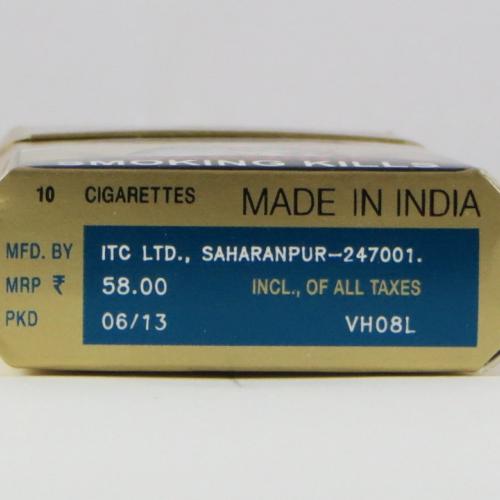 SMOKING KILLS
10 CIGARETTES MADE IN INDIA
MFD. BY ITC LTD., SAHARANPUR–247001.
MRP ₹ 58.00 INCL., OF ALL TAXES
PKD 06/13 VH08L